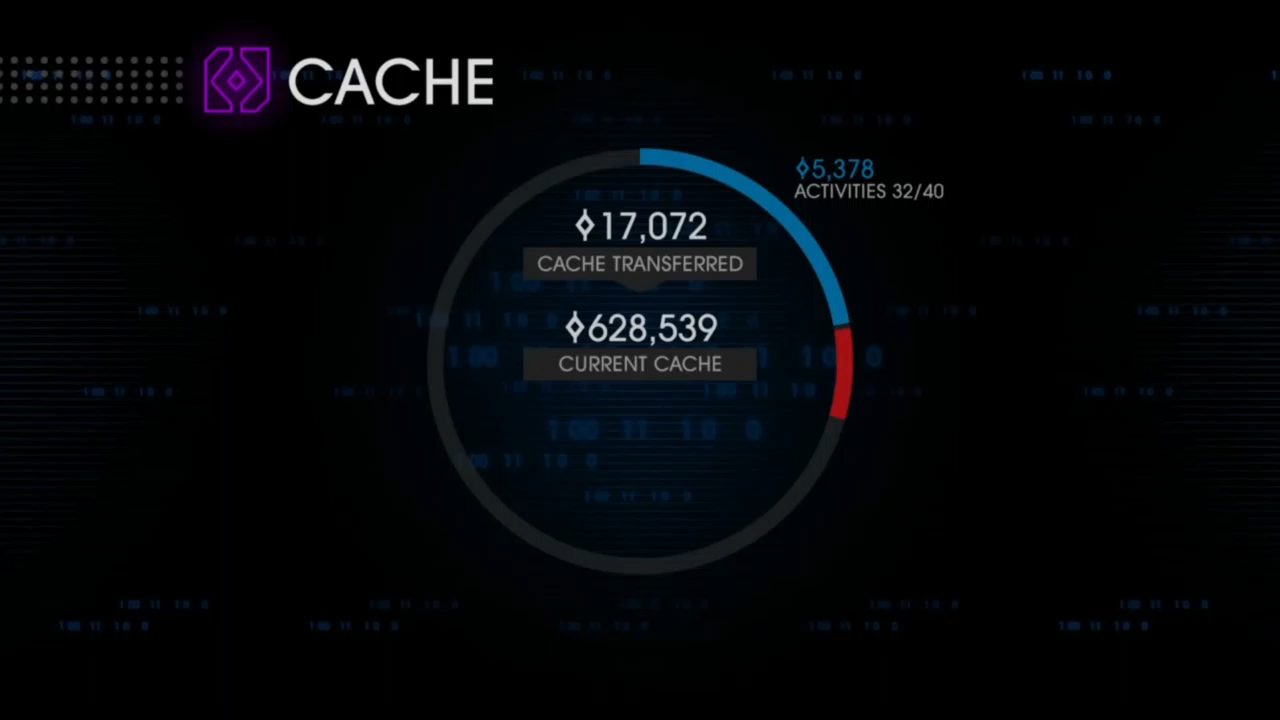 CACHE
5,378
ACTIVITIES 32/40
17,072
CACHE TRANSFERRED
628,539
CURRENT CACHE